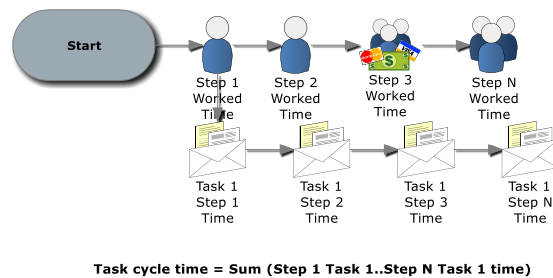 Start
Step 1
Worked
Time
Step 2
Worked
Time
Step 3
Worked
Time
Step N
Worked
Time
VISA
$
Task 1
Step 1
Time
Task 1
Step 2
Time
Task 1
Step 3
Time
Task 1
Step N
Time
Task cycle time = Sum (Step 1 Task 1..Step N Task 1 time)